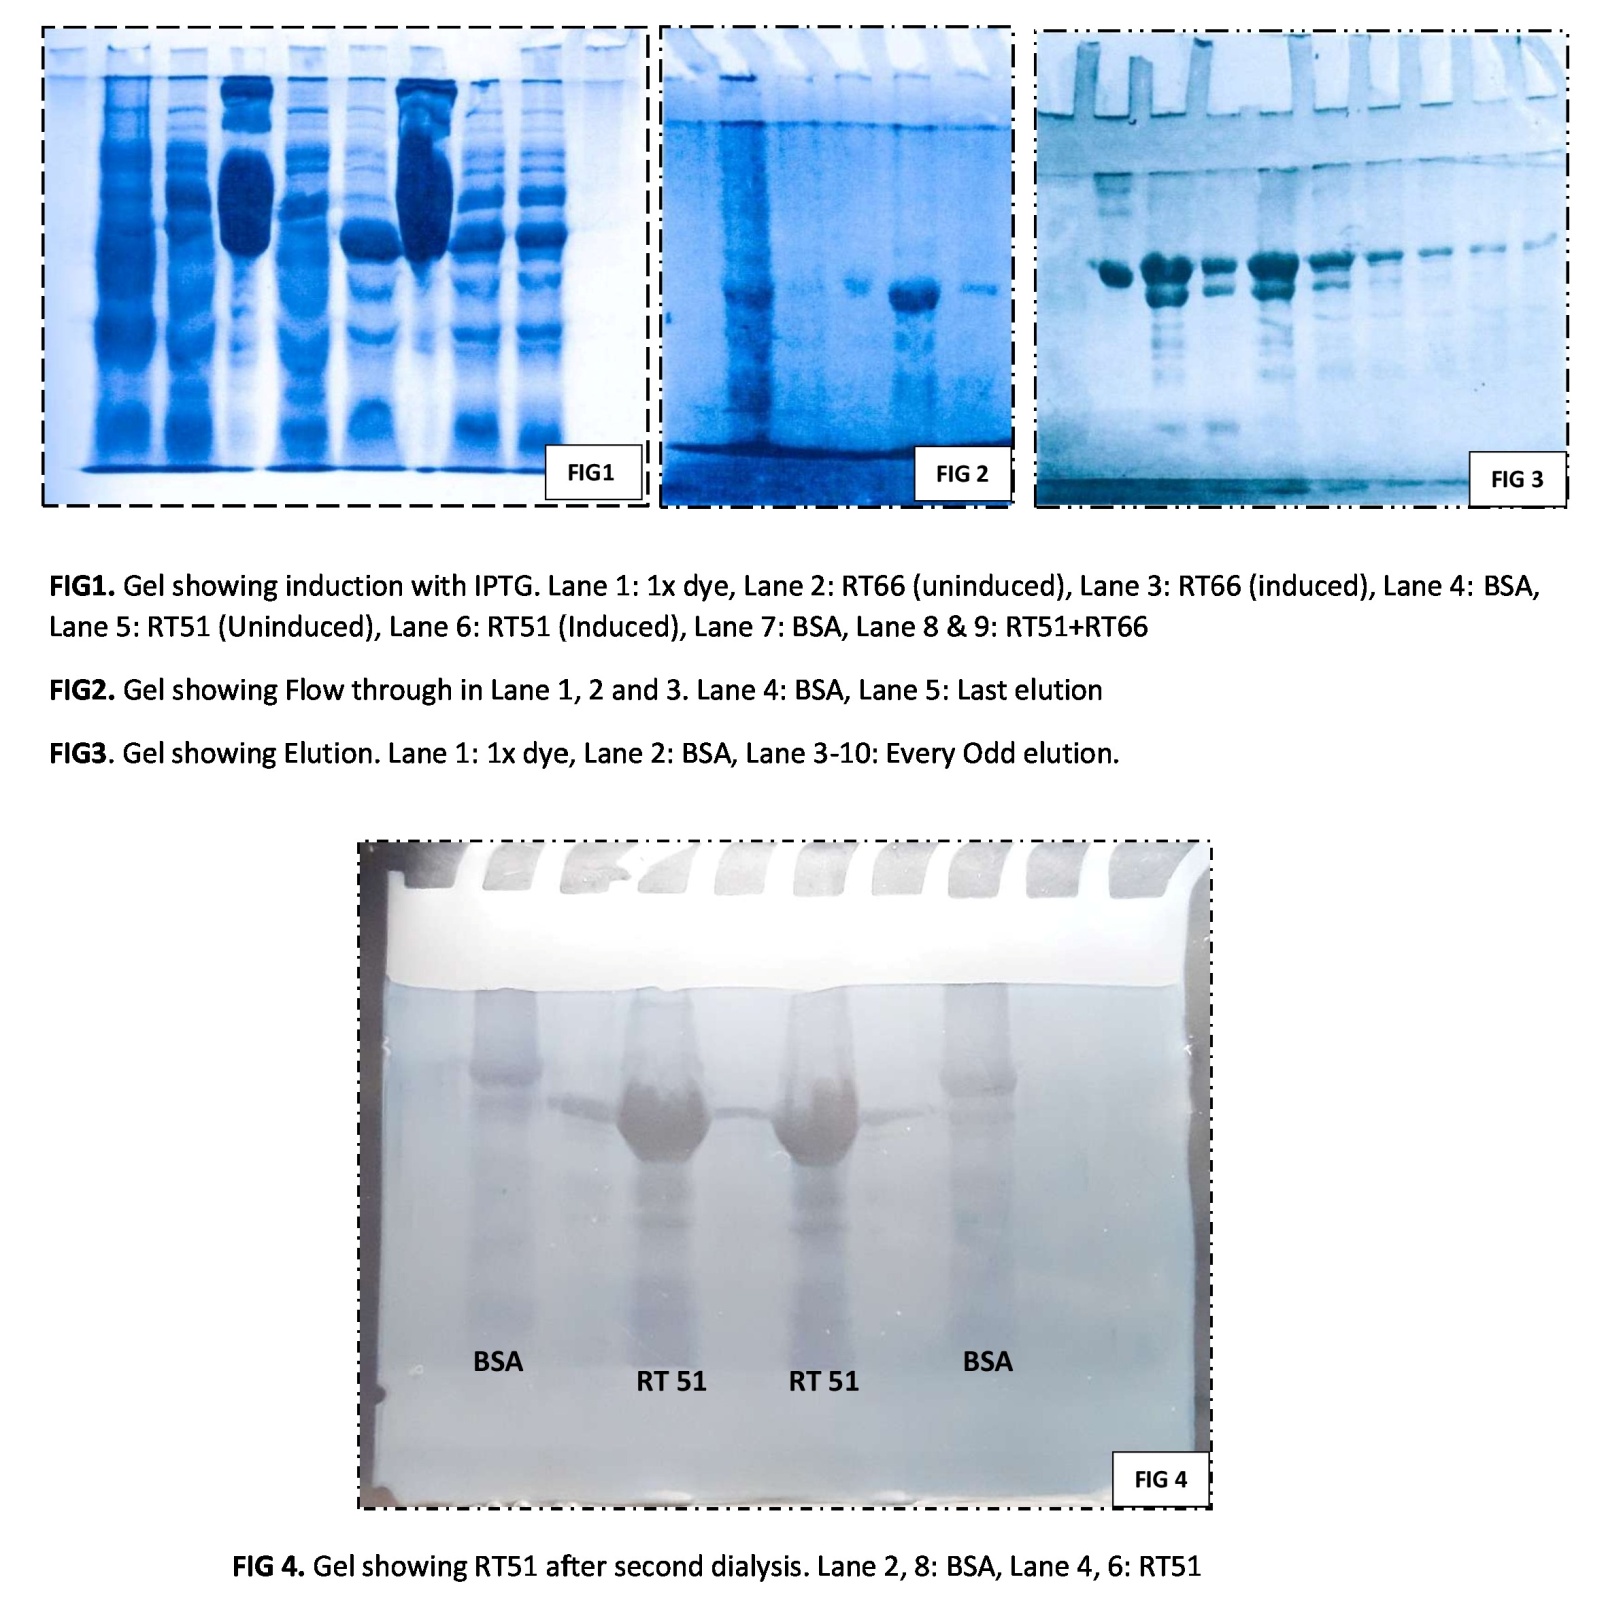 FIG1
FIG 2
FIG 3
FIG1. Gel showing induction with IPTG. Lane 1: 1x dye, Lane 2: RT66 (uninduced), Lane 3: RT66 (induced), Lane 4: BSA,
Lane 5: RT51 (Uninduced), Lane 6: RT51 (Induced), Lane 7: BSA, Lane 8 & 9: RT51+RT66
FIG2. Gel showing Flow through in Lane 1, 2 and 3. Lane 4: BSA, Lane 5: Last elution
FIG3. Gel showing Elution. Lane 1: 1x dye, Lane 2: BSA, Lane 3-10: Every Odd elution.
BSA
RT 51
RT 51
BSA
FIG 4
FIG 4. Gel showing RT51 after second dialysis. Lane 2, 8: BSA, Lane 4, 6: RT51